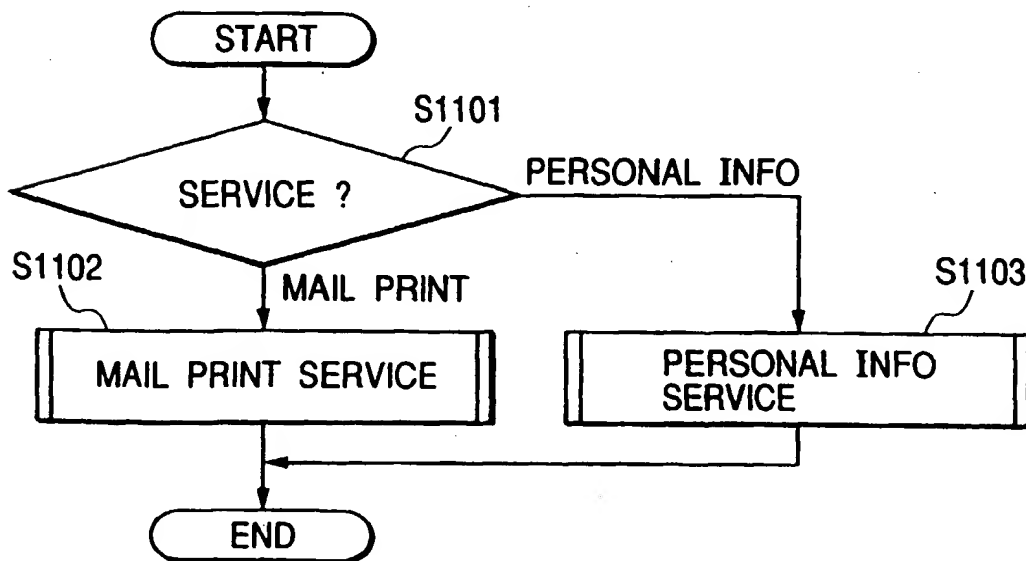 START
S1101
SERVICE ?
PERSONAL INFO
S1102
MAIL PRINT
S1103
MAIL PRINT SERVICE
PERSONAL INFO
SERVICE
END